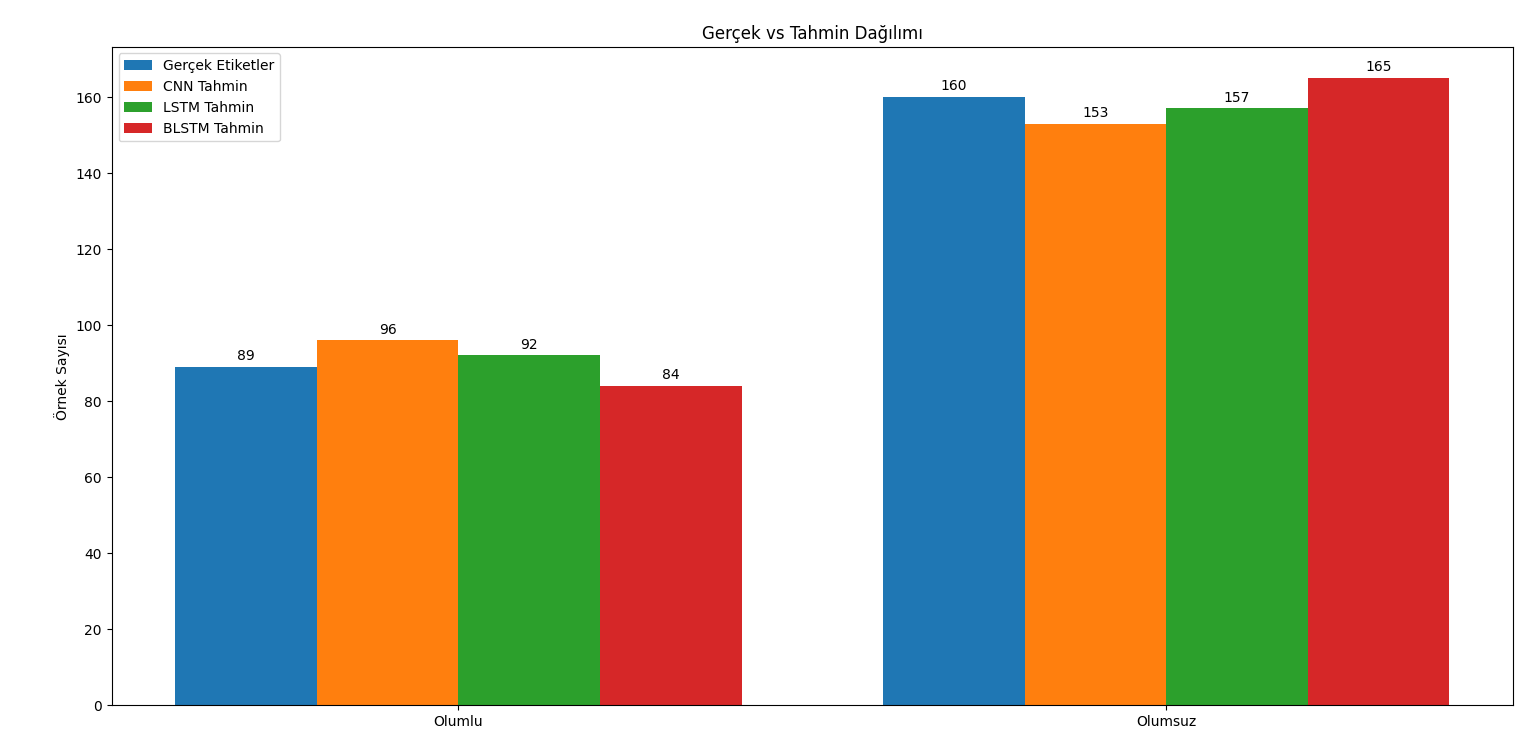 Gerçek vs Tahmin Dağılımı
Gerçek Etiketler
CNN Tahmin
LSTM Tahmin
BLSTM Tahmin
Örnek Sayısı
160
140
120
100
80
60
40
20
0
89
96
92
84
160
153
157
165
Olumlu
Olumsuz